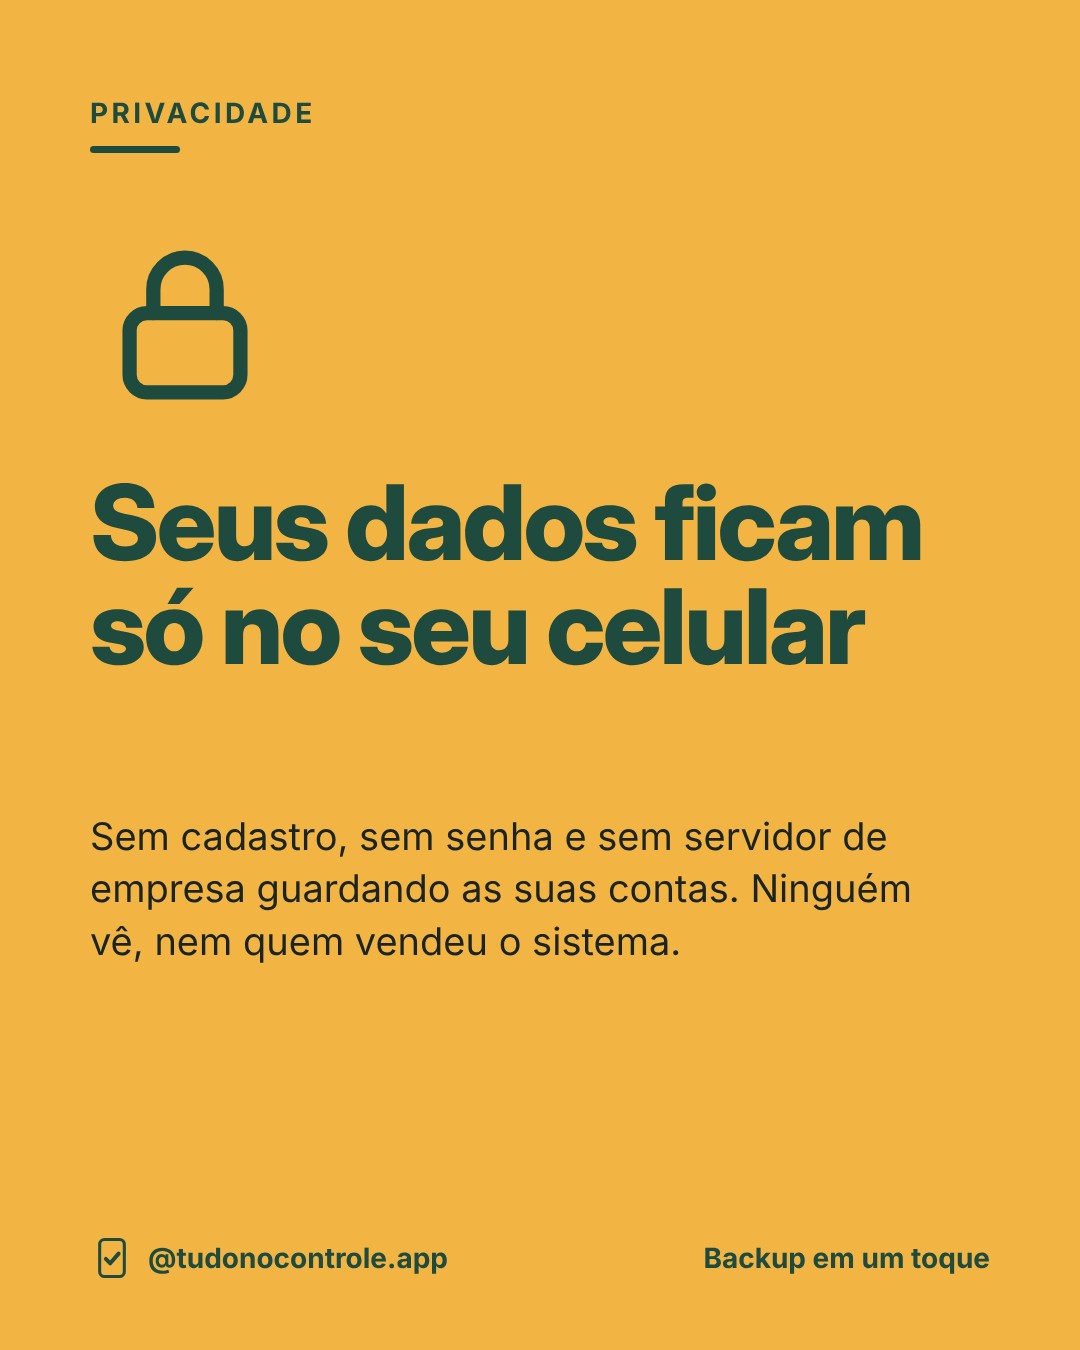 PRIVACIDADE
Seus dados ficam
só no seu celular
Sem cadastro, sem senha e sem servidor de
empresa guardando as suas contas. Ninguém
vê, nem quem vendeu o sistema.
@tudonocontrole.app
Backup em um toque